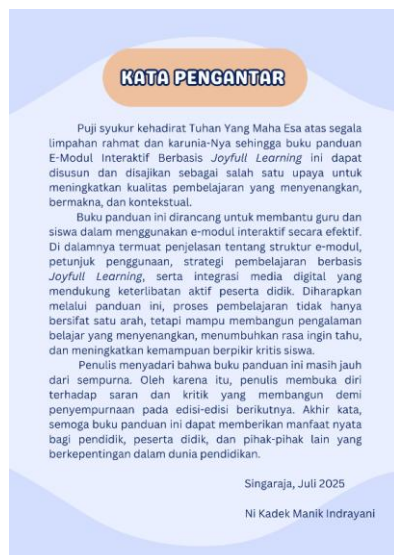 KATA PENGANTAR
Puji syukur kehadirat Tuhan Yang Maha Esa atas segala
limpahan rahmat dan karunia-Nya sehingga buku panduan
E-Modul Interaktif Berbasis Joyfull Learning ini dapat
disusun dan disajikan sebagai salah satu upaya untuk
meningkatkan kualitas pembelajaran yang menyenangkan,
bermakna, dan kontekstual.
Buku panduan ini dirancang untuk membantu guru dan
siswa dalam menggunakan e-modul interaktif secara efektif.
Di dalamnya termuat penjelasan tentang struktur e-modul,
petunjuk penggunaan, strategi pembelajaran berbasis
Joyfull Learning, serta integrasi media digital yang
mendukung keterlibatan aktif peserta didik. Diharapkan
melalui panduan ini, proses pembelajaran tidak hanya
bersifat satu arah, tetapi mampu membangun pengalaman
belajar yang menyenangkan, menumbuhkan rasa ingin tahu,
dan meningkatkan kemampuan berpikir kritis siswa.
Penulis menyadari bahwa buku panduan ini masih jauh
dari sempurna. Oleh karena itu, penulis membuka diri
terhadap saran dan kritik yang membangun demi
penyempurnaan pada edisi-edisi berikutnya. Akhir kata,
semoga buku panduan ini dapat memberikan manfaat nyata
bagi pendidik, peserta didik, dan pihak-pihak lain yang
berkepentingan dalam dunia pendidikan.
Singaraja, Juli 2025
Ni Kadek Manik Indrayani